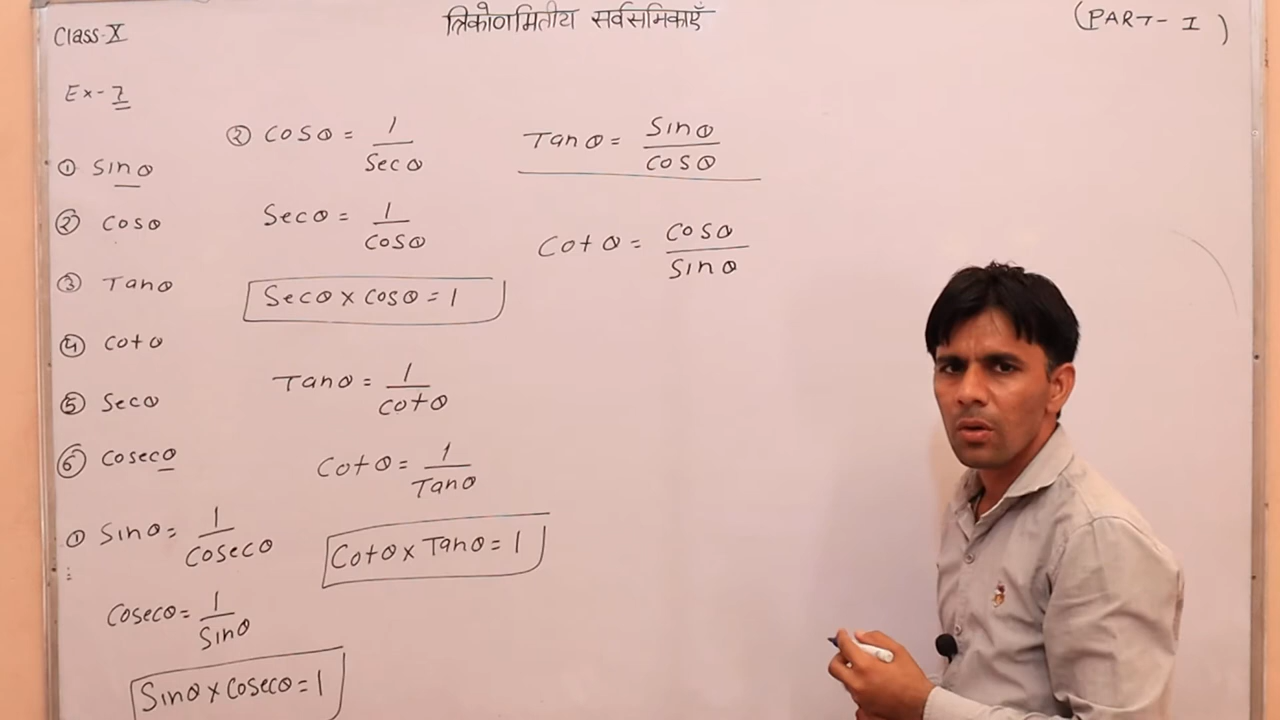 Class-X
त्रिकोणमितीय सर्वसमिकाएँ
(PART-I)
Ex-7
① Sinθ
② Cosθ
③ Tanθ
④ Cotθ
⑤ Secθ
⑥ Cosecθ
① Sinθ = 1/Cosecθ
Cosecθ = 1/Sinθ
Sinθ × Cosecθ = 1
② Cosθ = 1/Secθ
Secθ = 1/Cosθ
Secθ × Cosθ = 1
Tanθ = 1/Cotθ
Cotθ = 1/Tanθ
Cotθ × Tanθ = 1
Tanθ = Sinθ/Cosθ
Cotθ = Cosθ/Sinθ